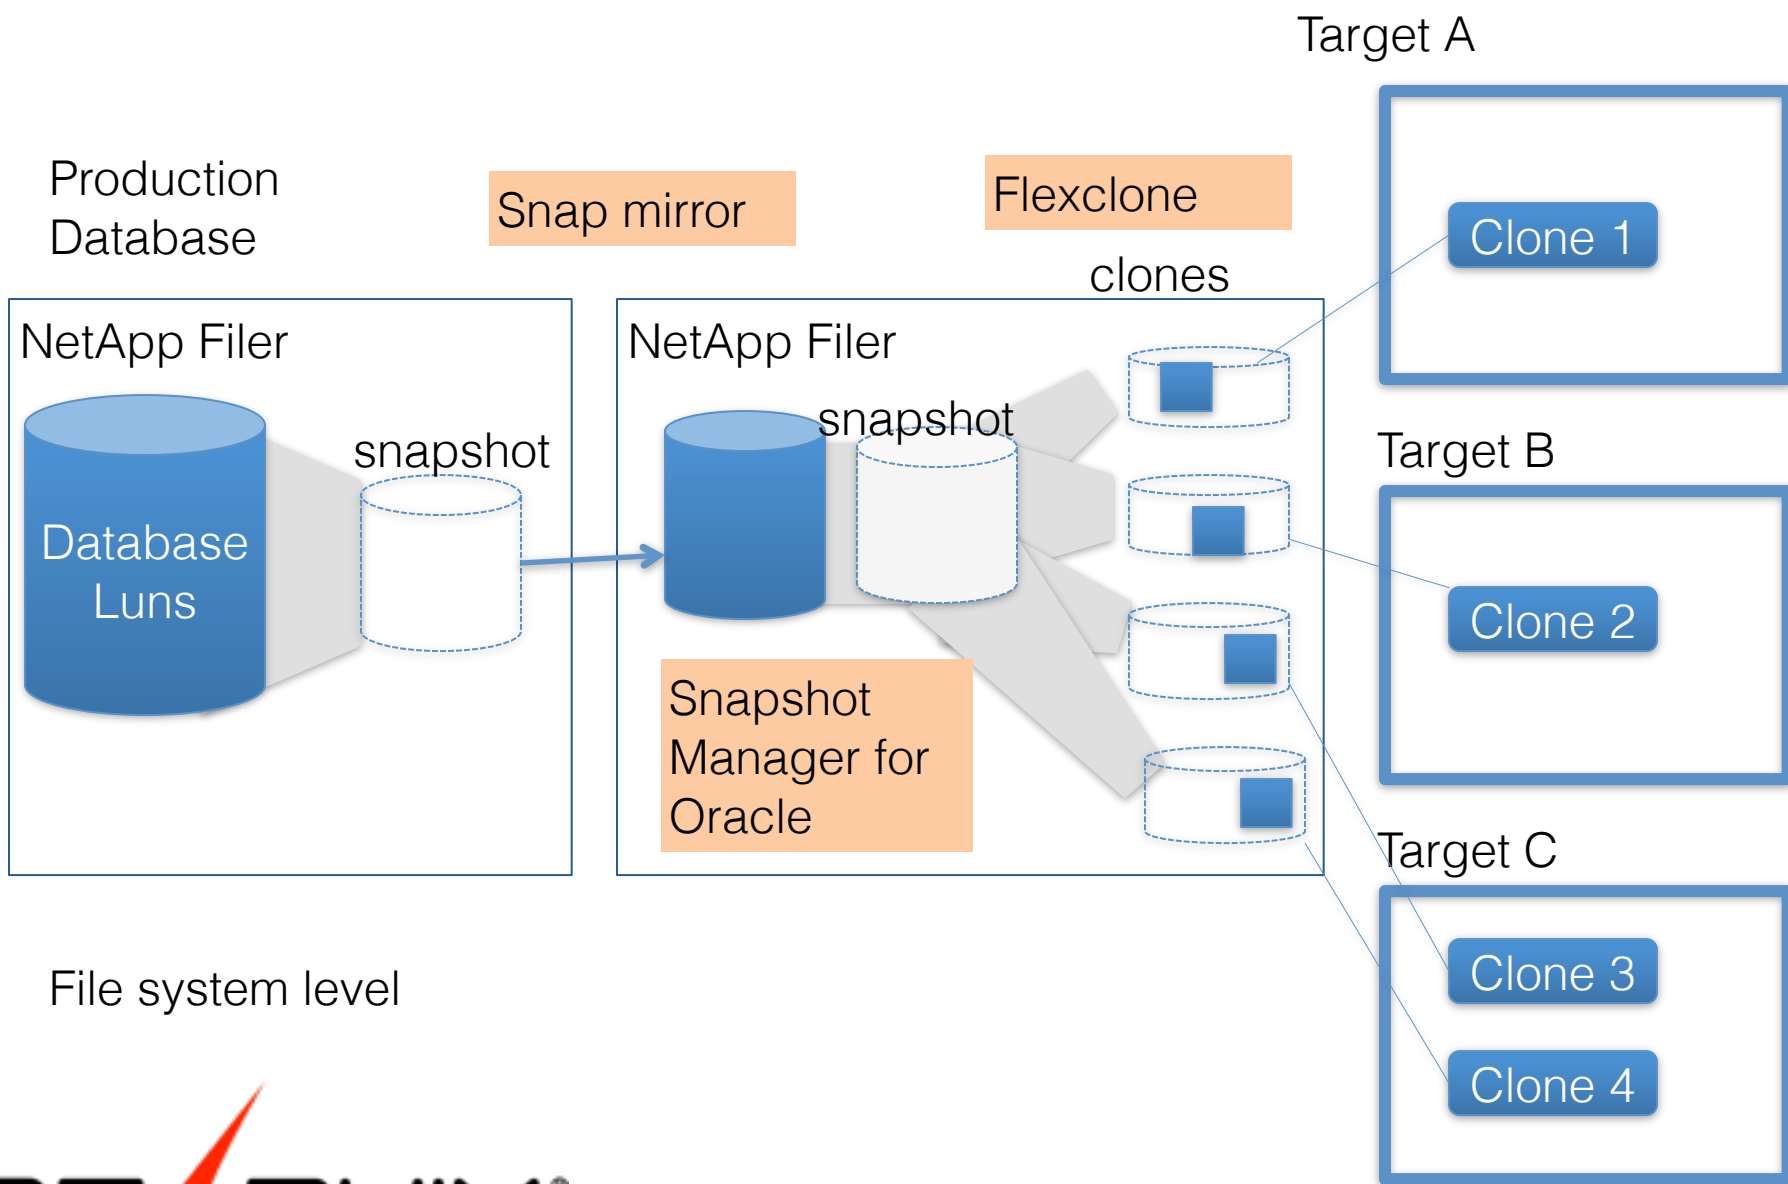 Target A
Production
Database
Snap mirror
Flexclone
Clone 1
clones
NetApp Filer
NetApp Filer
snapshot
snapshot
Target B
Database
Luns
Clone 2
Snapshot
Manager for
Oracle
Target C
File system level
Clone 3
Clone 4